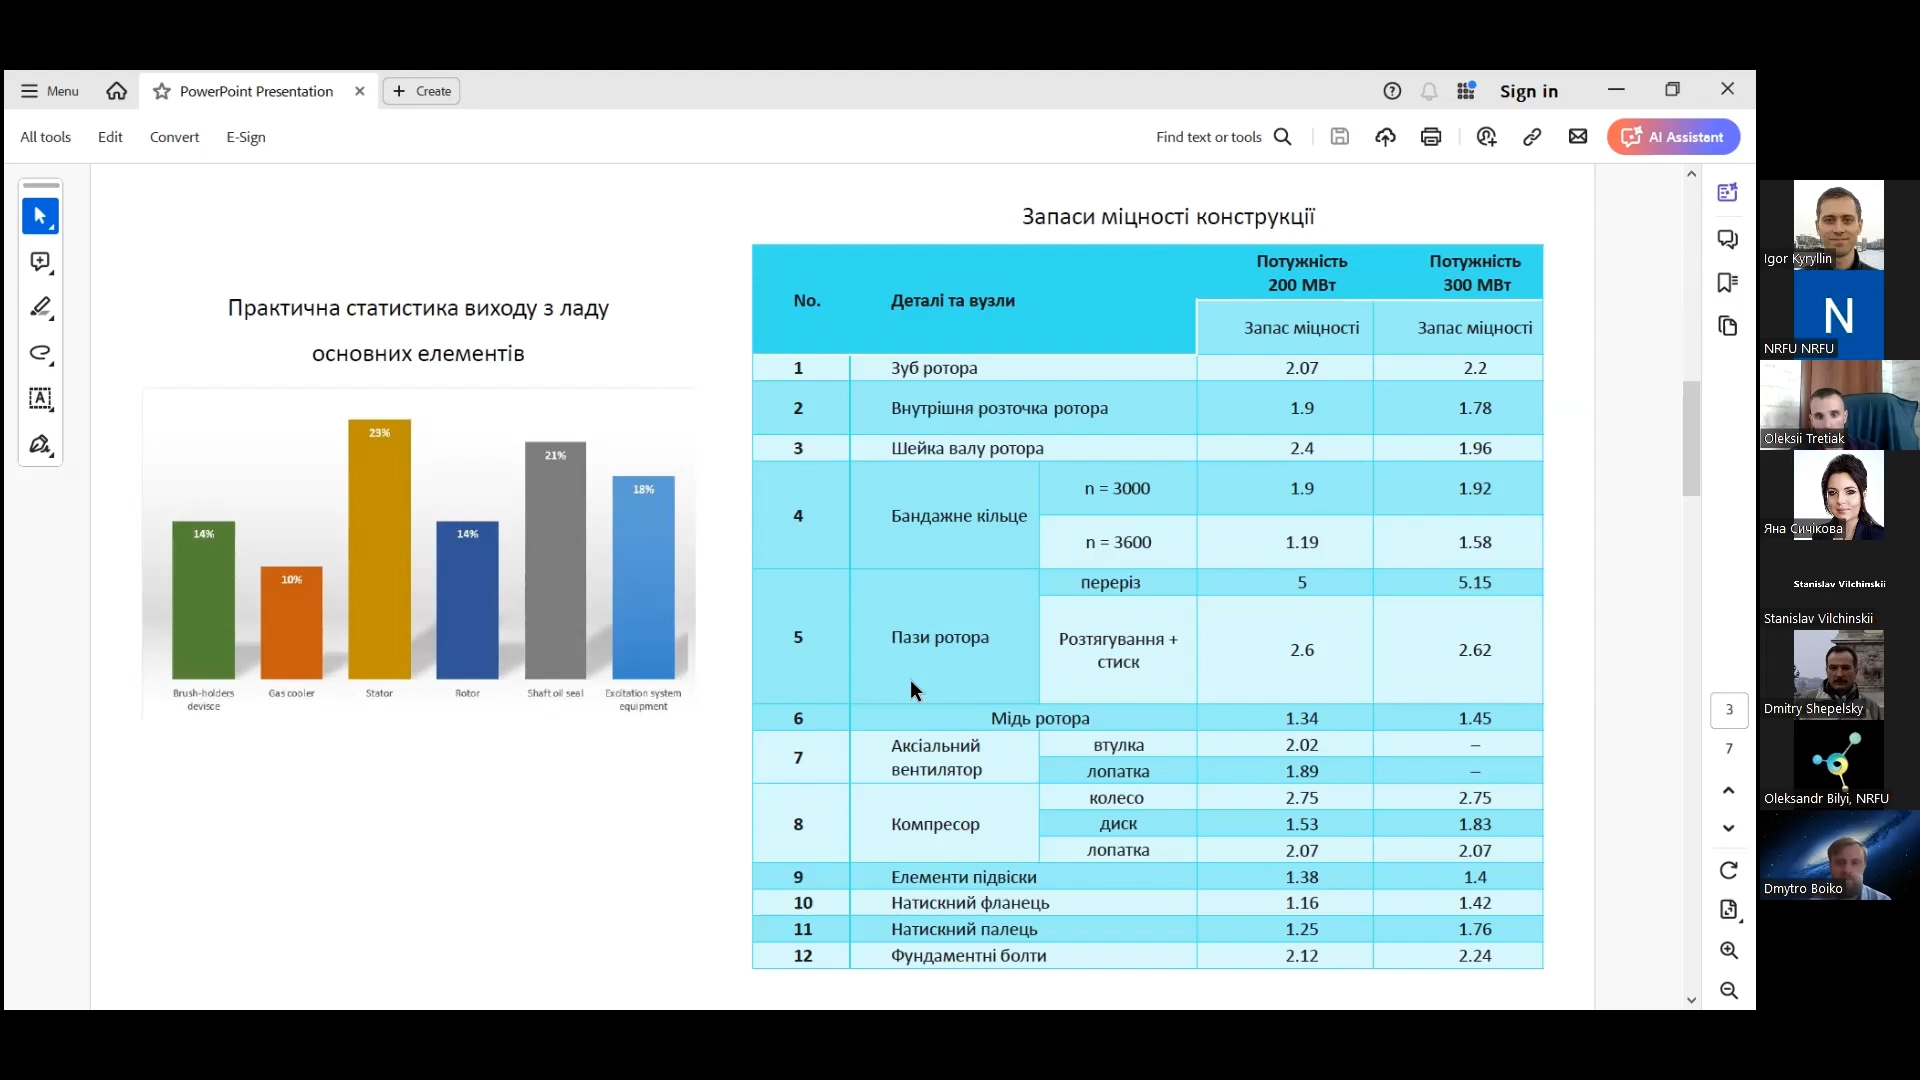 Menu
PowerPoint Presentation
Create
Sign in
All tools
Edit
Convert
E-Sign
Find text or tools
AI Assistant
Практична статистика виходу з ладу
основних елементів
14%
10%
23%
14%
21%
18%
Brush-holders
devisce
Gas cooler
Stator
Rotor
Shaft oil seal
Excitation system
equipment
Запаси міцності конструкції
No. Деталі та вузли Потужність 200 МВт Потужність 300 МВт
Запас міцності Запас міцності
1 Зуб ротора 2.07 2.2
2 Внутрішня розточка ротора 1.9 1.78
3 Шейка валу ротора 2.4 1.96
4 Бандажне кільце n = 3000 1.9 1.92
n = 3600 1.19 1.58
5 Пази ротора переріз 5 5.15
Розтягування + стиск 2.6 2.62
6 Мідь ротора 1.34 1.45
7 Аксіальний вентилятор втулка 2.02 –
лопатка 1.89 –
8 Компресор колесо 2.75 2.75
диск 1.53 1.83
лопатка 2.07 2.07
9 Елементи підвіски 1.38 1.4
10 Натискний фланець 1.16 1.42
11 Натискний палець 1.25 1.76
12 Фундаментні болти 2.12 2.24
3
7
Igor Kyryllin
N
NRFU NRFU
Oleksii Tretiak
Яна Сичікова
Stanislav Vilchinskii
Stanislav Vilchinskii
Dmitry Shepelsky
Oleksandr Bilyi, NRFU
Dmytro Boiko